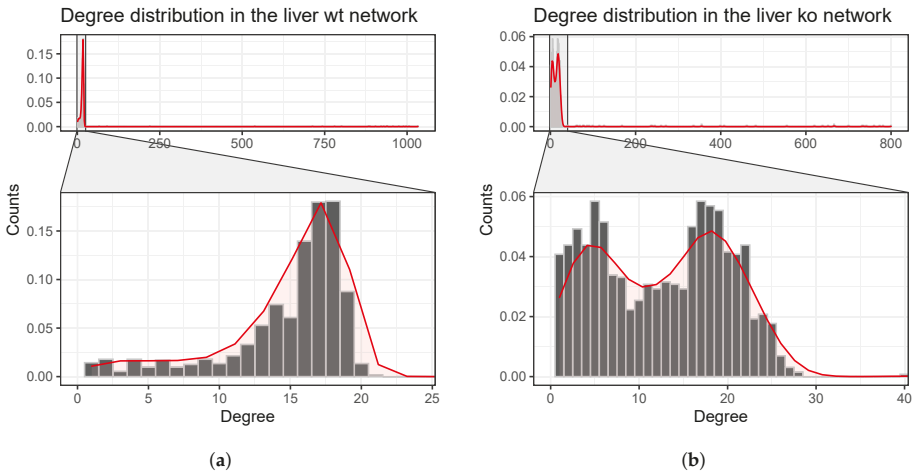 Degree distribution in the liver wt network
0.15
0.10
0.05
0.00
0 250 500 750 1000
Counts
0.15
0.10
0.05
0.00
0 5 10 15 20 25
Degree
(a)
Degree distribution in the liver ko network
0.06
0.04
0.02
0.00
0 200 400 600 800
Counts
0.06
0.04
0.02
0.00
0 10 20 30 40
Degree
(b)